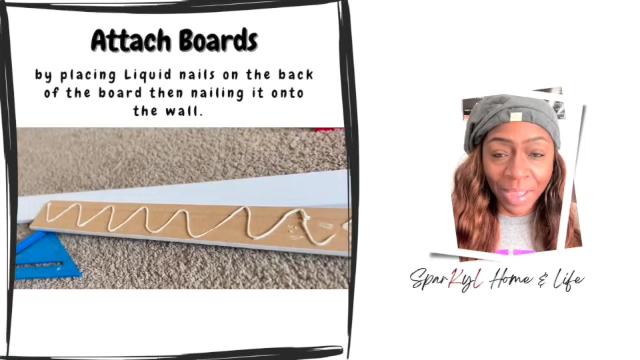 Attach Boards
by placing Liquid nails on the back
of the board then nailing it onto
the wall.
SparKyL Home & Life